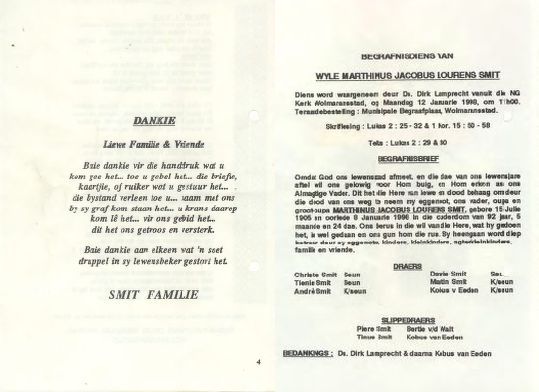 DANKIE
Liewe Familie & Vriende
Baie dankie vir die handdruk wat u
kom gee het... toe u gebel het... die briefie,
kaartjie, of ruiker wat u gestuur het...
die bystand verleen toe u... saam met ons
by sy graf kom staan het... u krans daarop
kom lê het... vir ons gebid het...
dit het ons getroos en versterk.
Baie dankie aan elkeen wat 'n soet
druppel in sy lewensbeker gestort het.
SMIT FAMILIE
4
BEGRAFNISDIENS VAN
WYLE MARTHINUS JACOBUS LOURENS SMIT
Diens word waargeneem deur Ds. Dirk Lamprecht vanuit die NG
Kerk Wolmaransstad, op Maandag 12 Januarie 1998, om 11h00.
Teraardebestelling : Munisipale Begraafplaas, Wolmaransstad.
Skriflesing : Lukas 2 : 25 - 32 & 1 Kor. 15 : 50 - 58
Teks : Lukas 2 : 29 & 30
BEGRAFNISBRIEF
Omdat God ons lewenstad afmeet, en die dae van ons lewensjare
aftel wil ons gelowig voor Hom buig, en Hom erken as ons
Almagtige Vader. Dit het die Here van lewe en dood behaag om deur
die dood van ons weg te neem my eggenoot, ons vader, oupa en
groot-oupa MARTHINUS JACOBUS LOURENS SMIT, gebore 15 Julie
1905 en oorlede 8 Januarie 1998 in die ouderdom van 92 jaar, 5
maande en 24 dae. Ons berus in die wil van die Here, wat hy gedoen
het, is wel gedaan en ons gun hom die rus. Sy heengaan word diep
betreur deur sy eggenote, kinders, kleinkinders, agterkleinkinders,
familie en vriende.
DRAERS
Christo Smit Seun Davie Smit
Tienie Smit Seun Matin Smit K/seun
André Smit K/seun Kobus v Eeden K/seun
SLIPPEDRAERS
Piere Smit Bertie v/d Walt
Tinus Smit Kobus van Eeden
BEDANKINGS : Ds. Dirk Lamprecht & daarna Kobus van Eeden